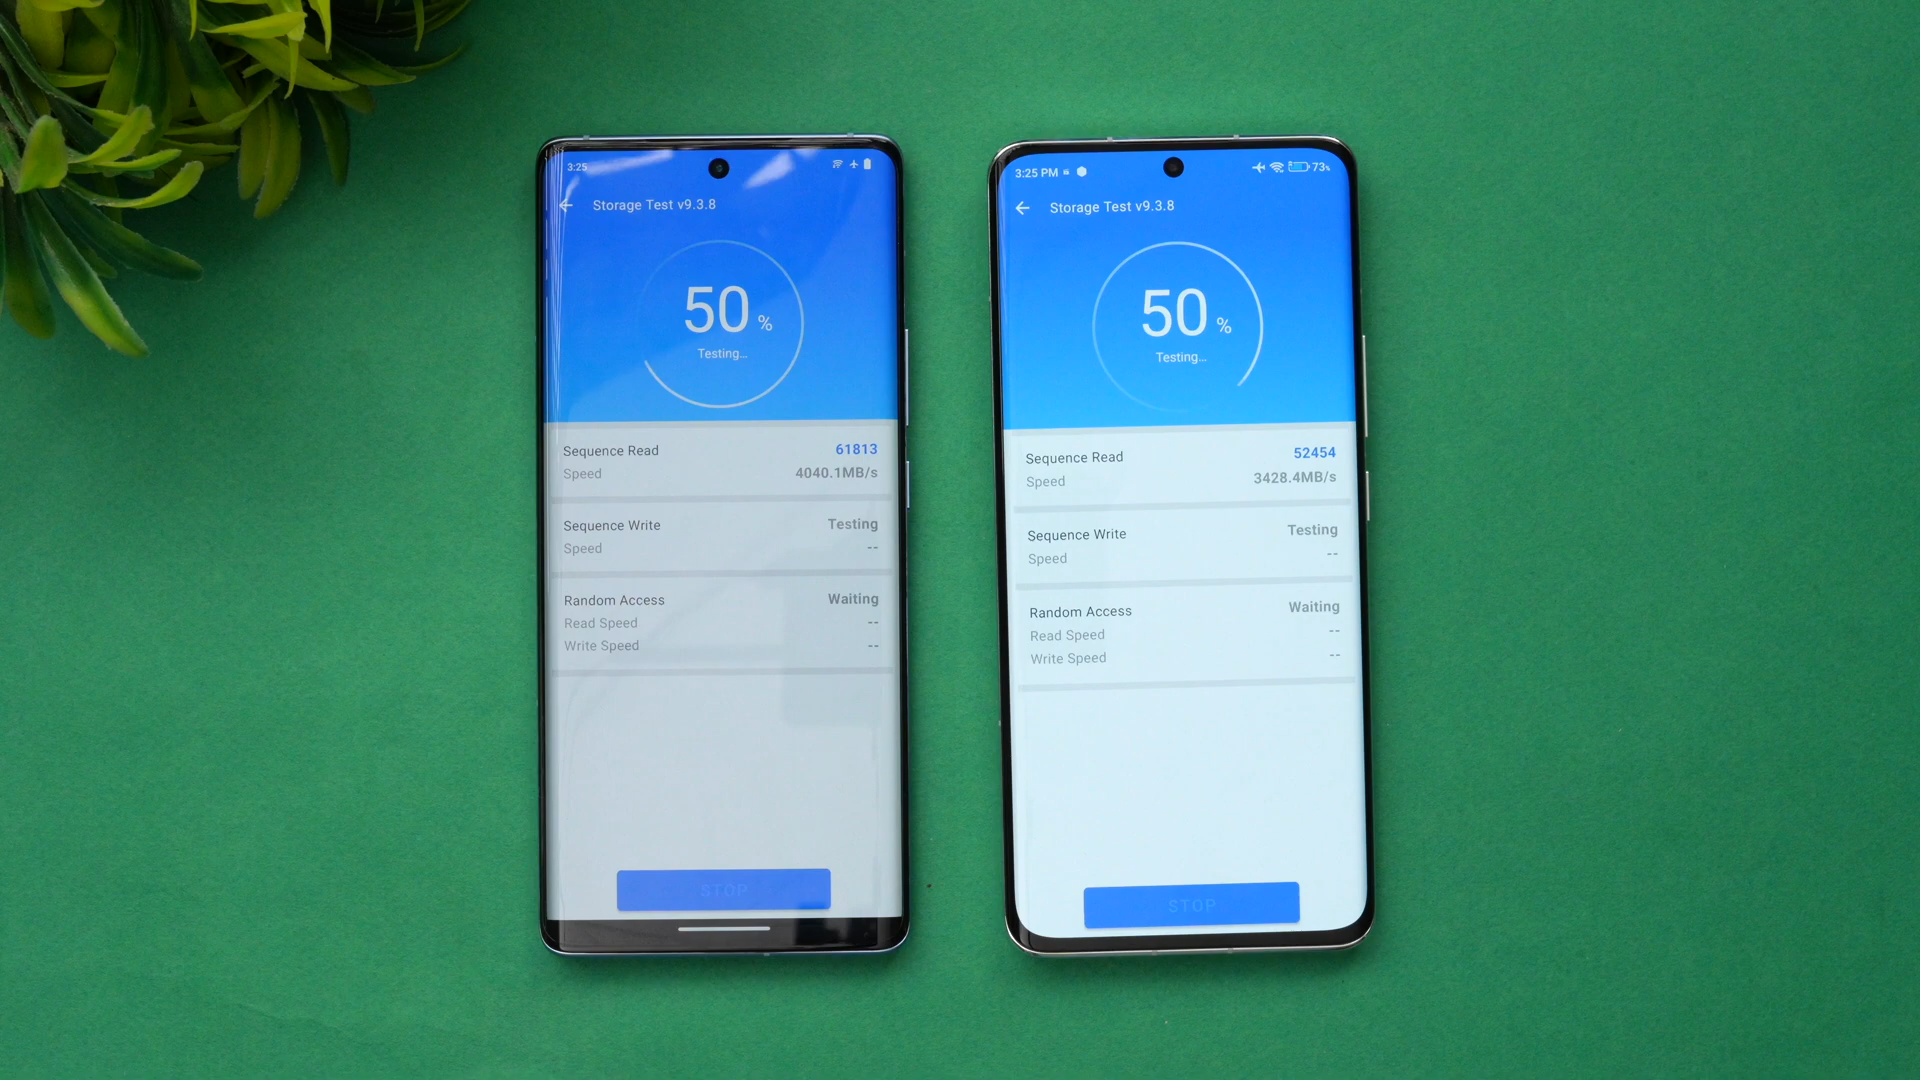 3:25
Storage Test v9.3.8
50 %
Testing...
Sequence Read 61813
Speed 4040.1MB/s
Sequence Write Testing
Speed --
Random Access Waiting
Read Speed --
Write Speed --
STOP
3:25 PM 73%
Storage Test v9.3.8
50 %
Testing...
Sequence Read 52454
Speed 3428.4MB/s
Sequence Write Testing
Speed --
Random Access Waiting
Read Speed --
Write Speed --
STOP